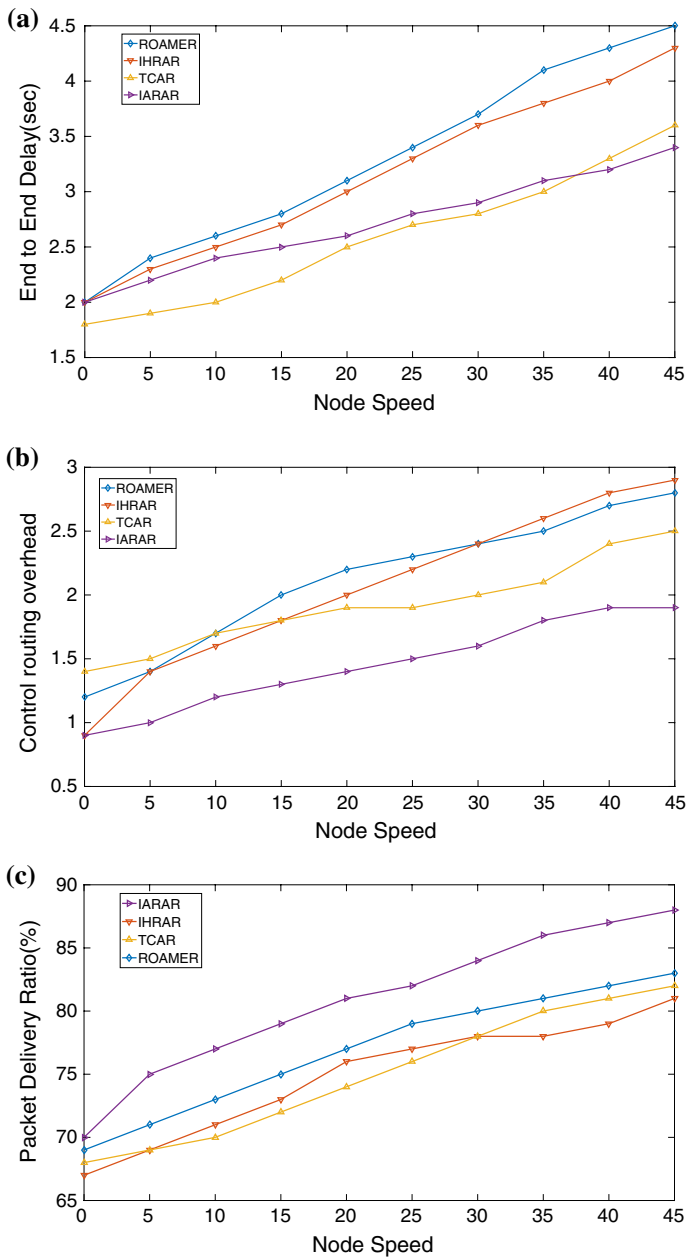 (a)
4.5
4
3.5
3
2.5
2
1.5
End to End Delay(sec)
ROAMER
IHRAR
TCAR
IARAR
0 5 10 15 20 25 30 35 40 45
Node Speed
(b)
3
2.5
2
1.5
1
0.5
Control routing overhead
ROAMER
IHRAR
TCAR
IARAR
0 5 10 15 20 25 30 35 40 45
Node Speed
(c)
90
85
80
75
70
65
Packet Delivery Ratio(%)
IARAR
IHRAR
TCAR
ROAMER
0 5 10 15 20 25 30 35 40 45
Node Speed